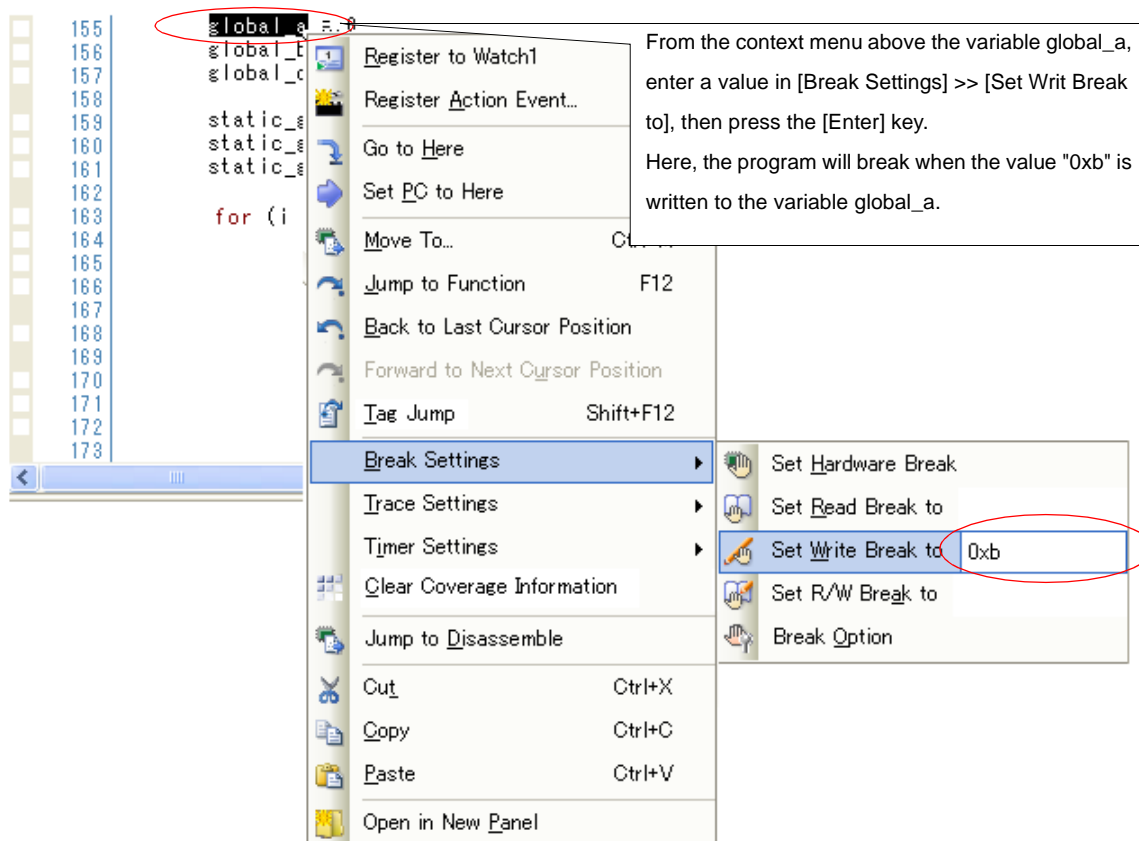 155 global_a = 0
156 global_b
157 global_c
158
159 static_g
160 static_g
161 static_g
162
163 for (i
164
165
166
167
168
169
170
171
172
173
From the context menu above the variable global_a,
enter a value in [Break Settings] >> [Set Writ Break
to], then press the [Enter] key.
Here, the program will break when the value "0xb" is
written to the variable global_a.
Register to Watch1
Register Action Event...
Go to Here
Set PC to Here
Move To...
Jump to Function F12
Back to Last Cursor Position
Forward to Next Cursor Position
Tag Jump Shift+F12
Break Settings
Trace Settings
Timer Settings
Clear Coverage Information
Jump to Disassemble
Cut Ctrl+X
Copy Ctrl+C
Paste Ctrl+V
Open in New Panel
Set Hardware Break
Set Read Break to
Set Write Break to 0xb
Set R/W Break to
Break Option